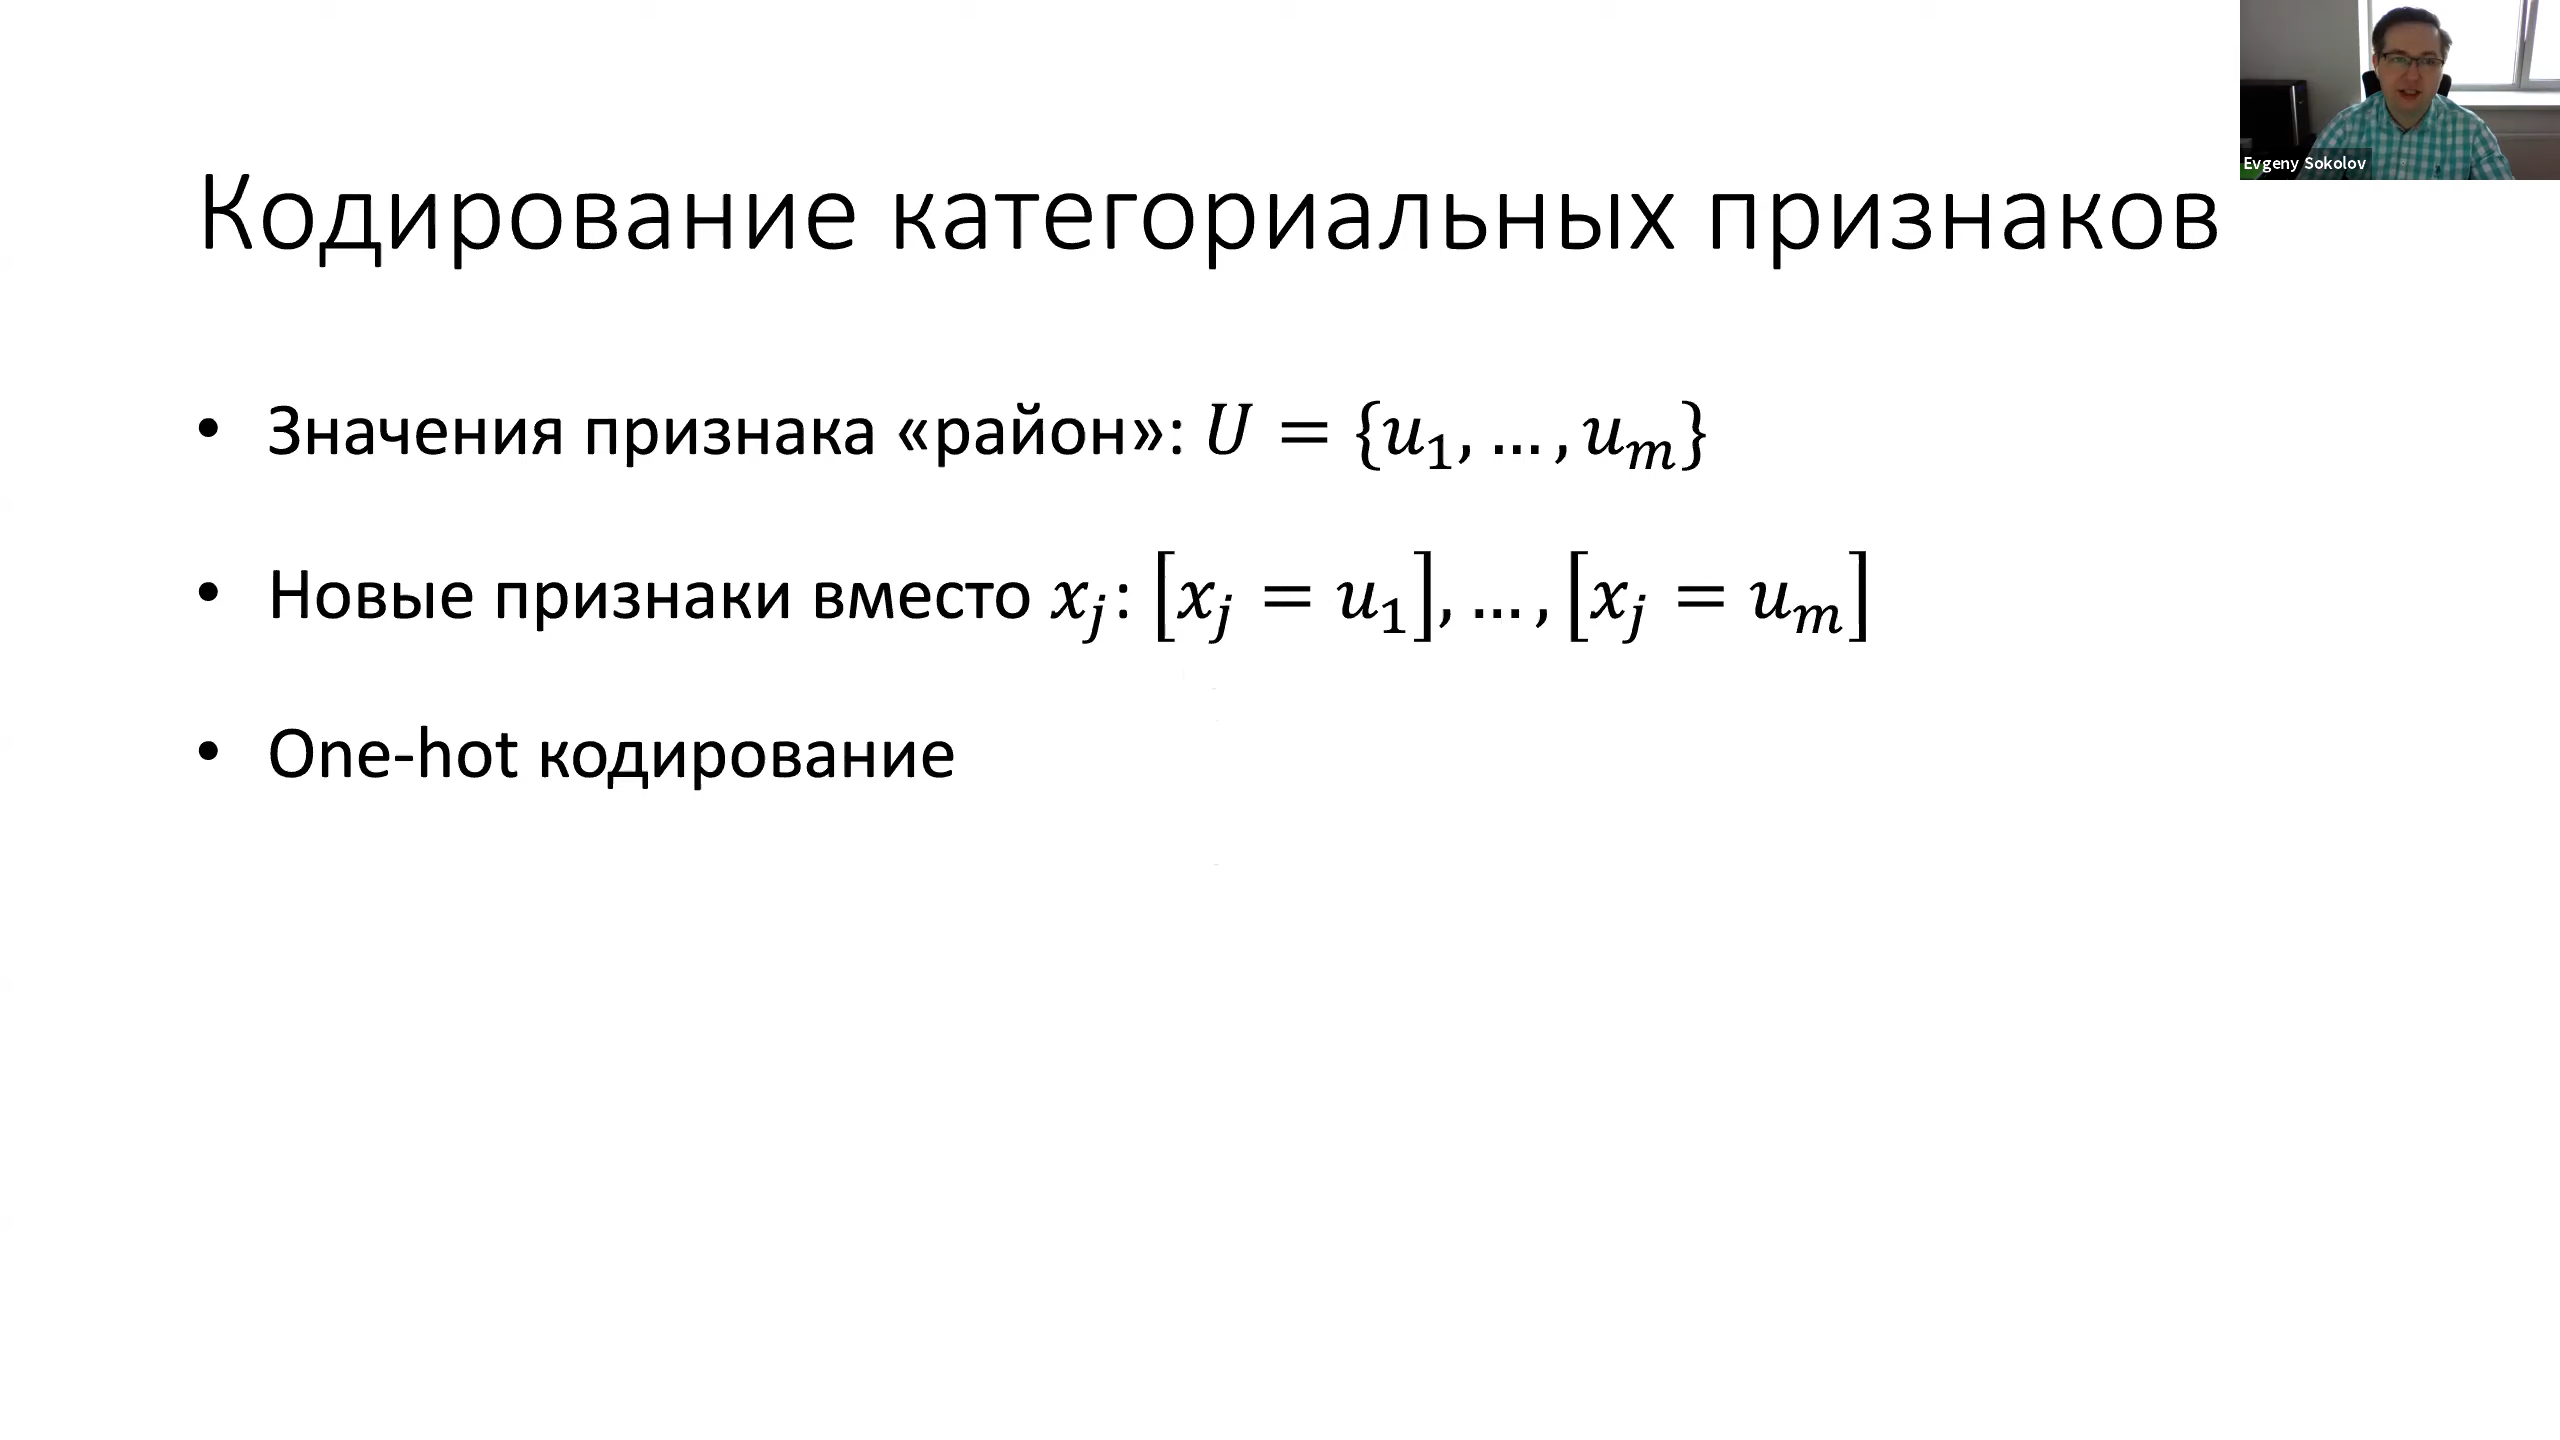 Evgeny Sokolov
Кодирование категориальных признаков
• Значения признака «район»: U = {u₁, … , uₘ}
• Новые признаки вместо xⱼ: [xⱼ = u₁], … , [xⱼ = uₘ]
• One-hot кодирование